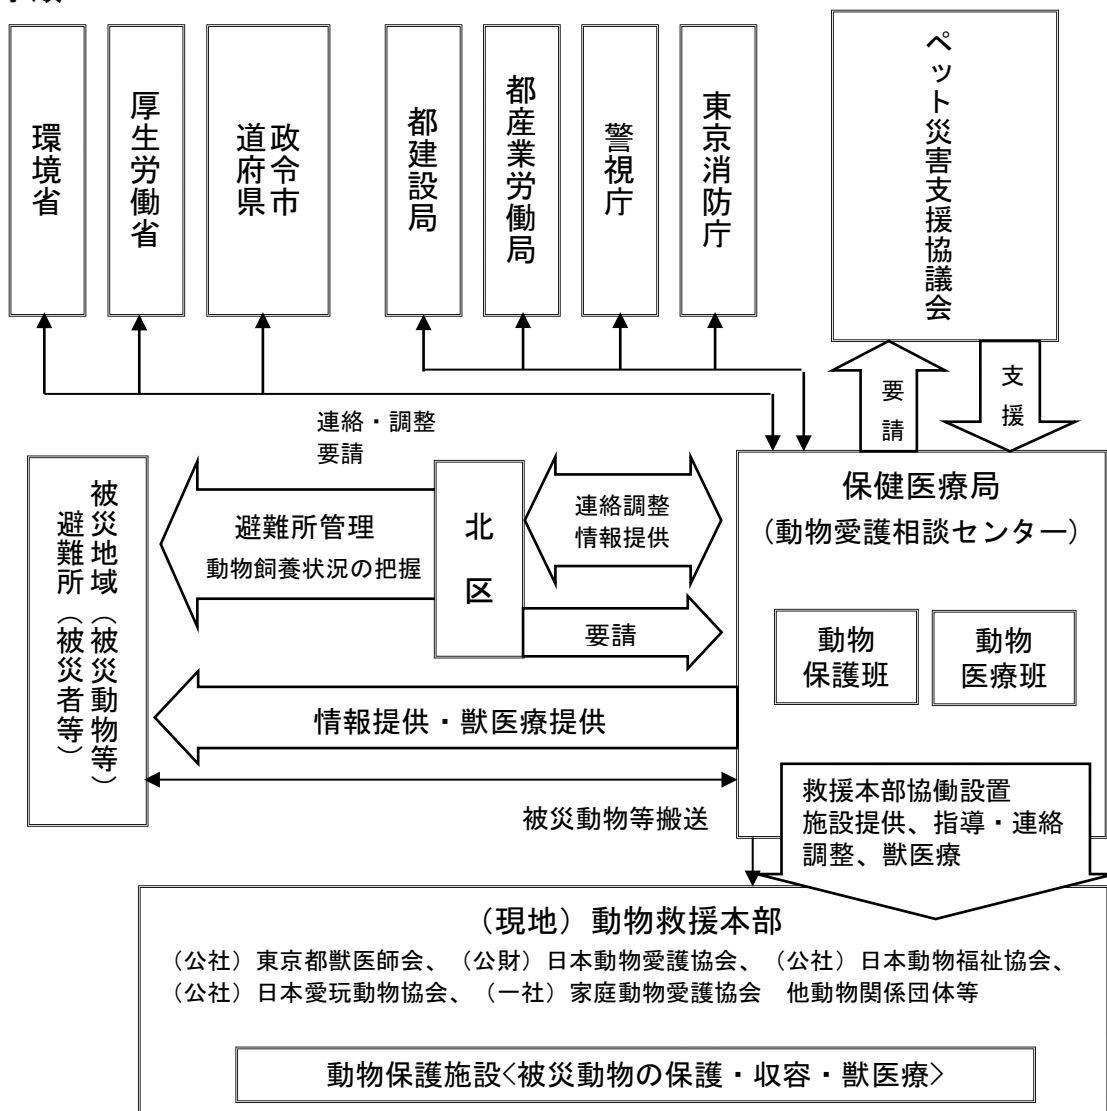 環境省
厚生労働省
政令市
道府県
都建設局
都産業労働局
警視庁
東京消防庁
ペット災害支援協議会
要請
支援
連絡・調整
要請
被災地域（被災動物等）
避難所（被災者等）
避難所管理
動物飼養状況の把握
北区
連絡調整
情報提供
要請
保健医療局
（動物愛護相談センター）
動物
保護班
動物
医療班
情報提供・獣医療提供
被災動物等搬送
救援本部協働設置
施設提供、指導・連絡
調整、獣医療
（現地）動物救援本部
（公社）東京都獣医師会、（公財）日本動物愛護協会、（公社）日本動物福祉協会、
（公社）日本愛玩動物協会、（一社）家庭動物愛護協会　他動物関係団体等
動物保護施設<被災動物の保護・収容・獣医療>